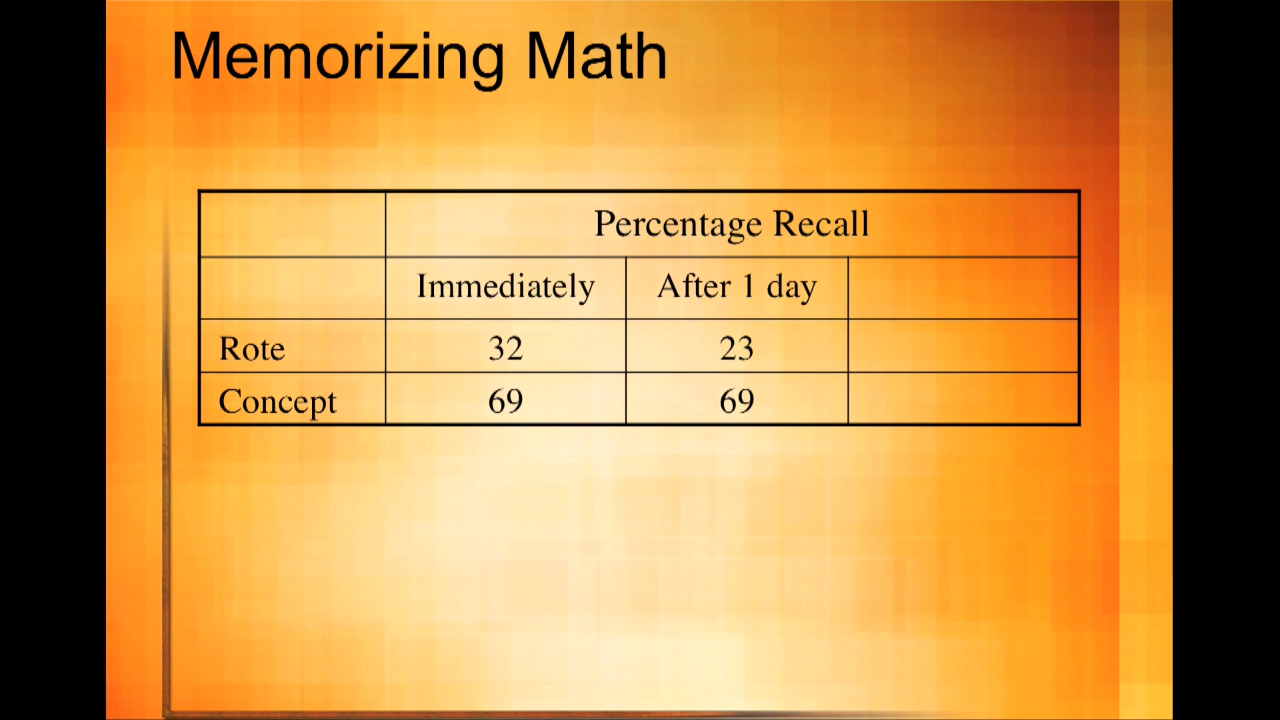 Memorizing Math
Percentage Recall
Immediately After 1 day
Rote 32 23
Concept 69 69